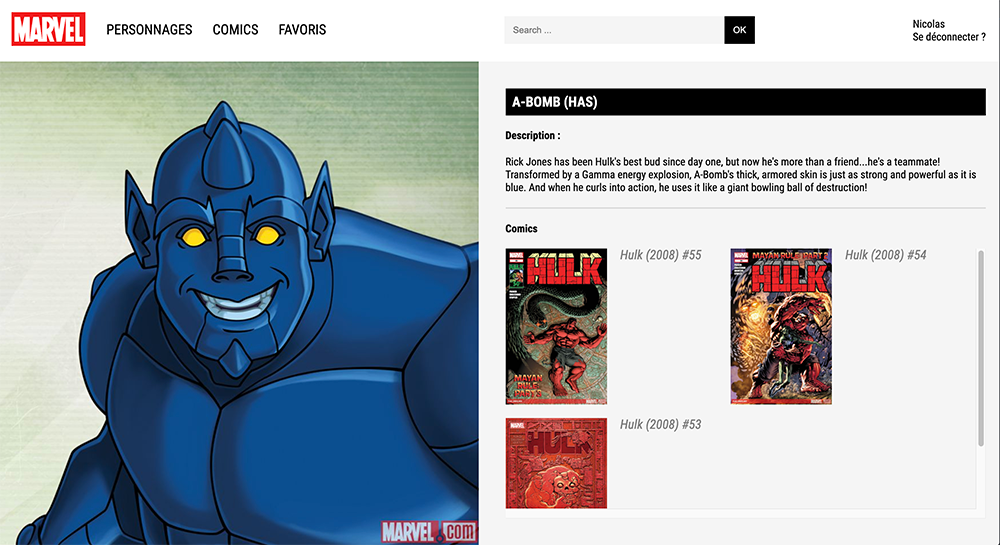 MARVEL
PERSONNAGES
COMICS
FAVORIS
Search ...
OK
Nicolas
Se déconnecter ?
A-BOMB (HAS)
Description :
Rick Jones has been Hulk's best bud since day one, but now he's more than a friend...he's a teammate!
Transformed by a Gamma energy explosion, A-Bomb's thick, armored skin is just as strong and powerful as it is
blue. And when he curls into action, he uses it like a giant bowling ball of destruction!
Comics
MARVEL
HULK
MAYAN
RULE
Hulk (2008) #55
MARVEL
MAYAN RULE: PART 2
HULK
Hulk (2008) #54
MARVEL
HULK
Hulk (2008) #53
MARVEL.com